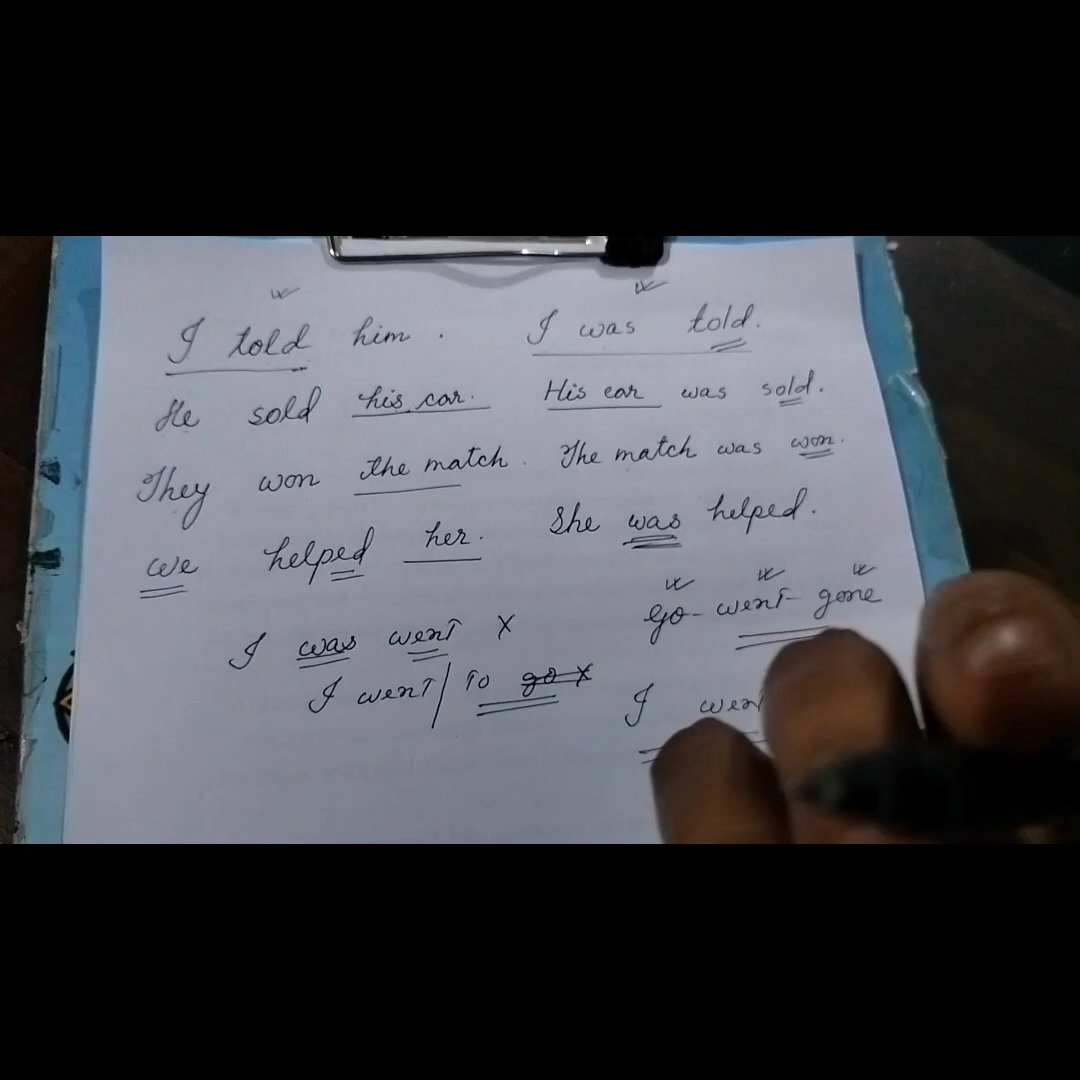 I told him. I was told.
He sold his car. His car was sold.
They won the match. The match was won.
We helped her. She was helped.
I was went X go - went - gone
I went / to go X I went